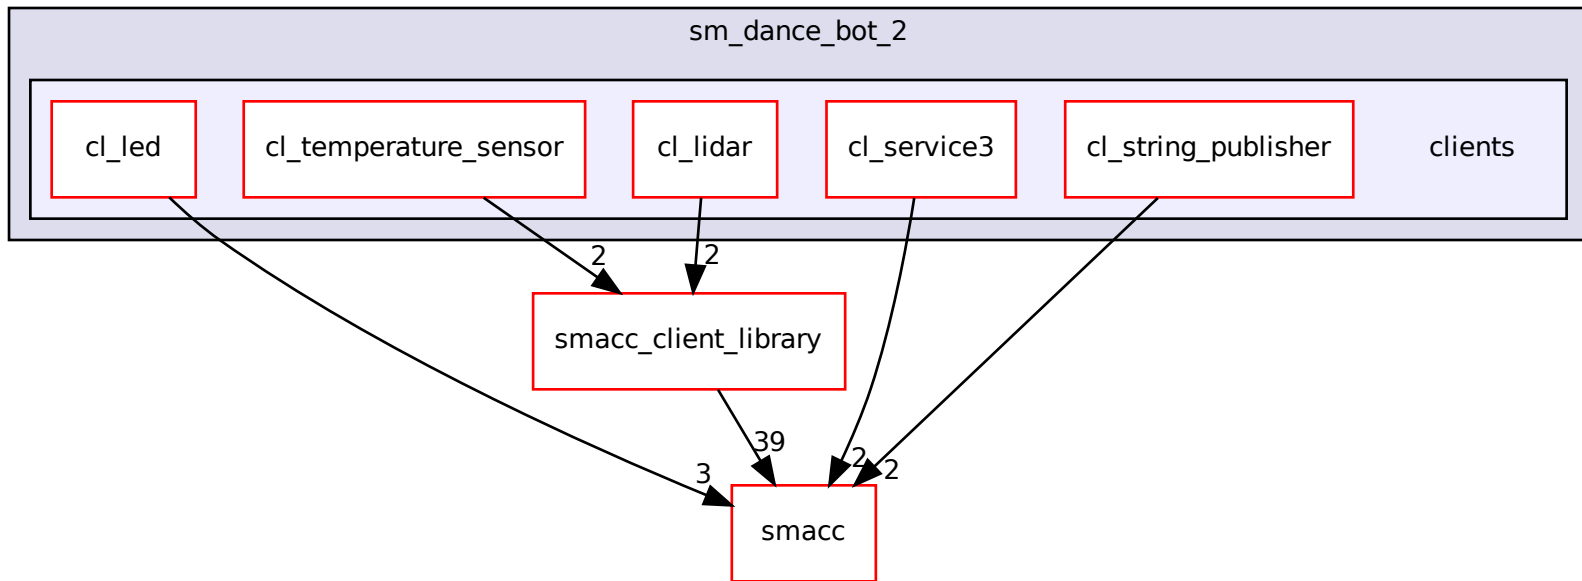 sm_dance_bot_2
cl_led
cl_temperature_sensor
cl_lidar
cl_service3
cl_string_publisher
clients
2
2
smacc_client_library
39
3
2
2
smacc